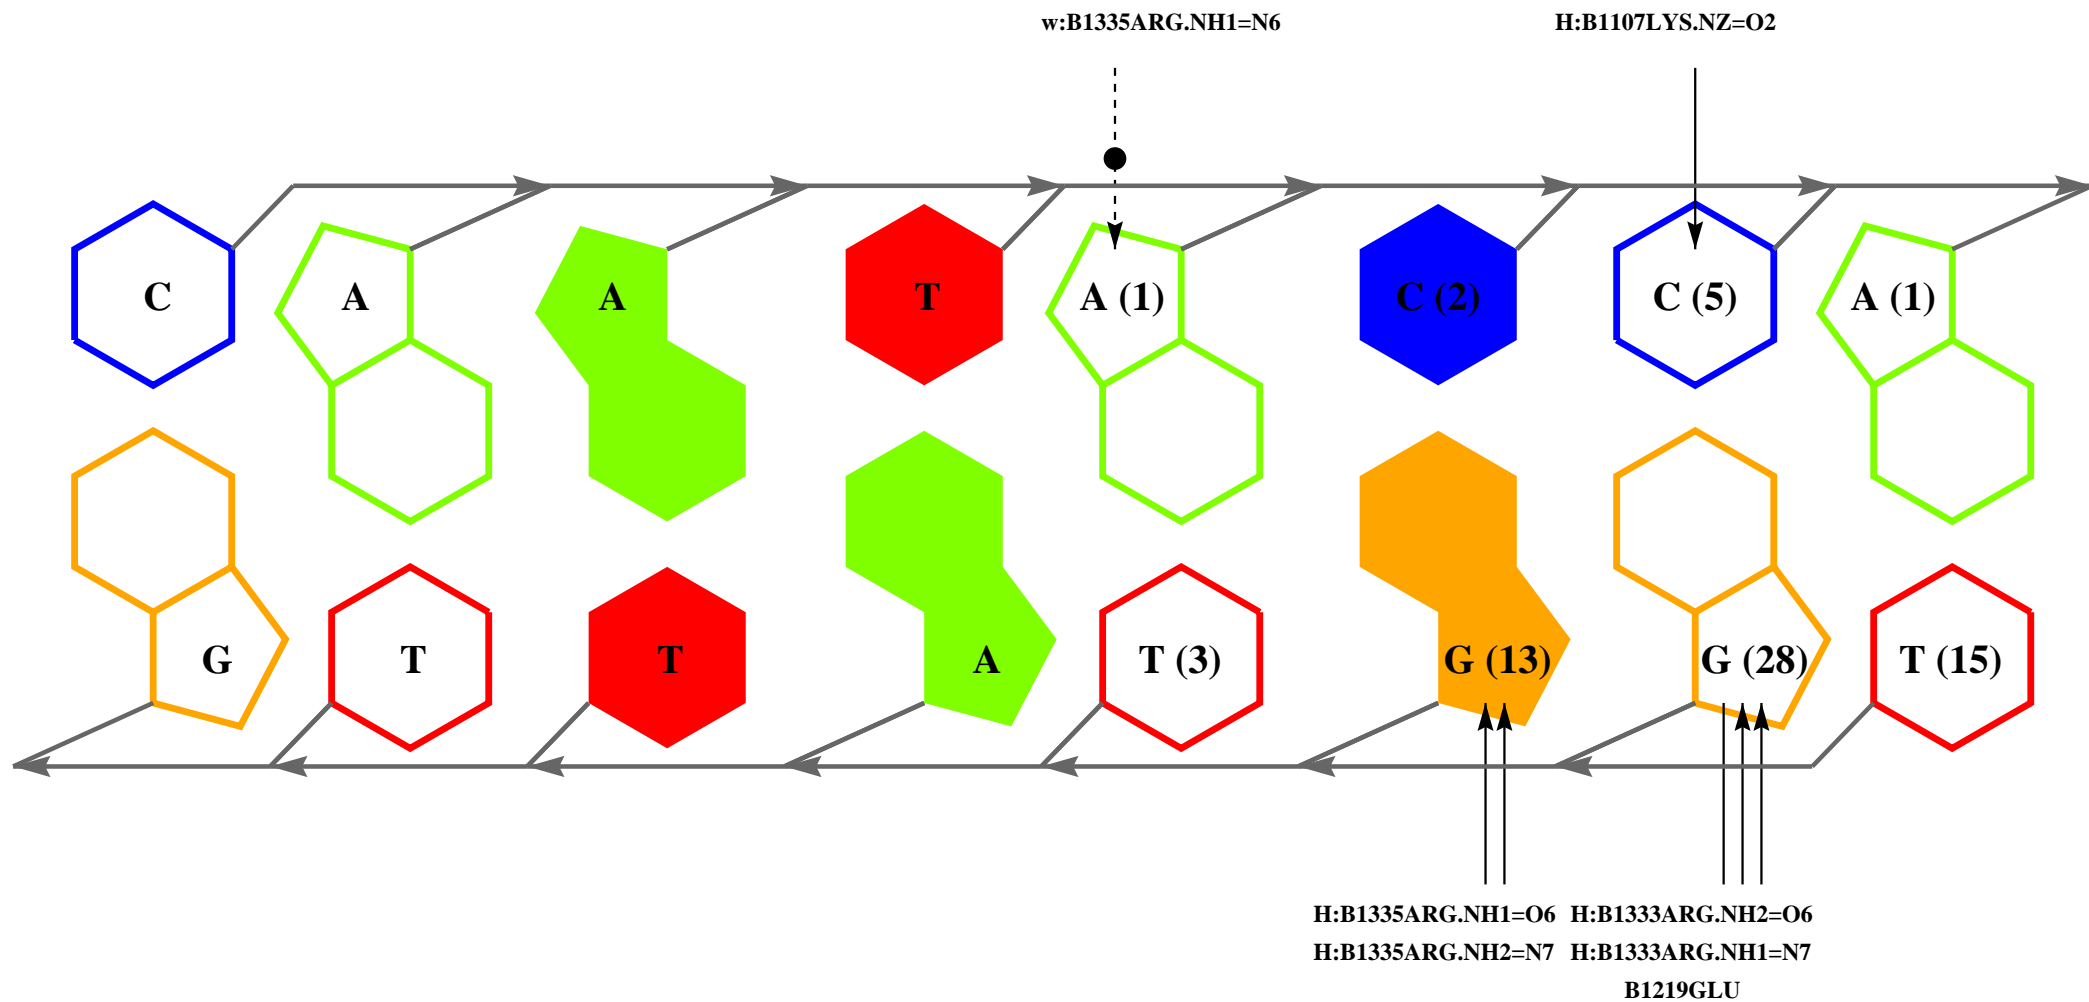 w:B1335ARG.NH1=N6 H:B1107LYS.NZ=O2
C A A T A (1) C (2) C (5) A (1)
G T T A T (3) G (13) G (28) T (15)
H:B1335ARG.NH1=O6 H:B1333ARG.NH2=O6
H:B1335ARG.NH2=N7 H:B1333ARG.NH1=N7
B1219GLU